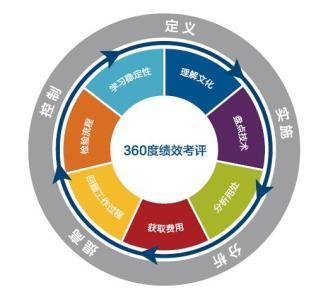 定义
实施
分析
提高
控制
理解文化
盘点技术
分析用处
获取费用
回顾工作过程
检验流程
学习稳定性
360度绩效考评